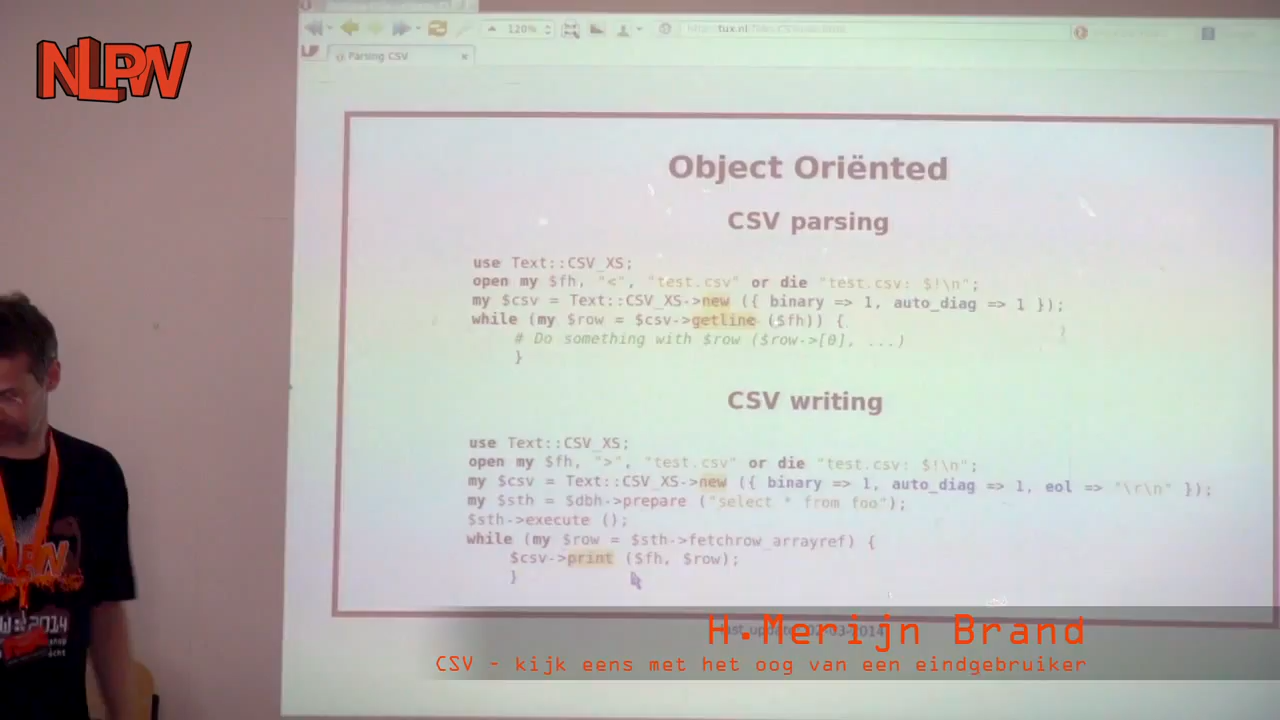 NLPW
120%
tux.nl
Parsing CSV
Object Oriënted
CSV parsing
use Text::CSV_XS;
open my $fh, "<", "test.csv" or die "test.csv: $!\n";
my $csv = Text::CSV_XS->new ({ binary => 1, auto_diag => 1 });
while (my $row = $csv->getline ($fh)) {
# Do something with $row ($row->[0], ...)
}
CSV writing
use Text::CSV_XS;
open my $fh, ">", "test.csv" or die "test.csv: $!\n";
my $csv = Text::CSV_XS->new ({ binary => 1, auto_diag => 1, eol => "\r\n" });
my $sth = $dbh->prepare ("select * from foo");
$sth->execute ();
while (my $row = $sth->fetchrow_arrayref) {
$csv->print ($fh, $row);
}
H.Merijn Brand
CSV - kijk eens met het oog van een eindgebruiker
2014